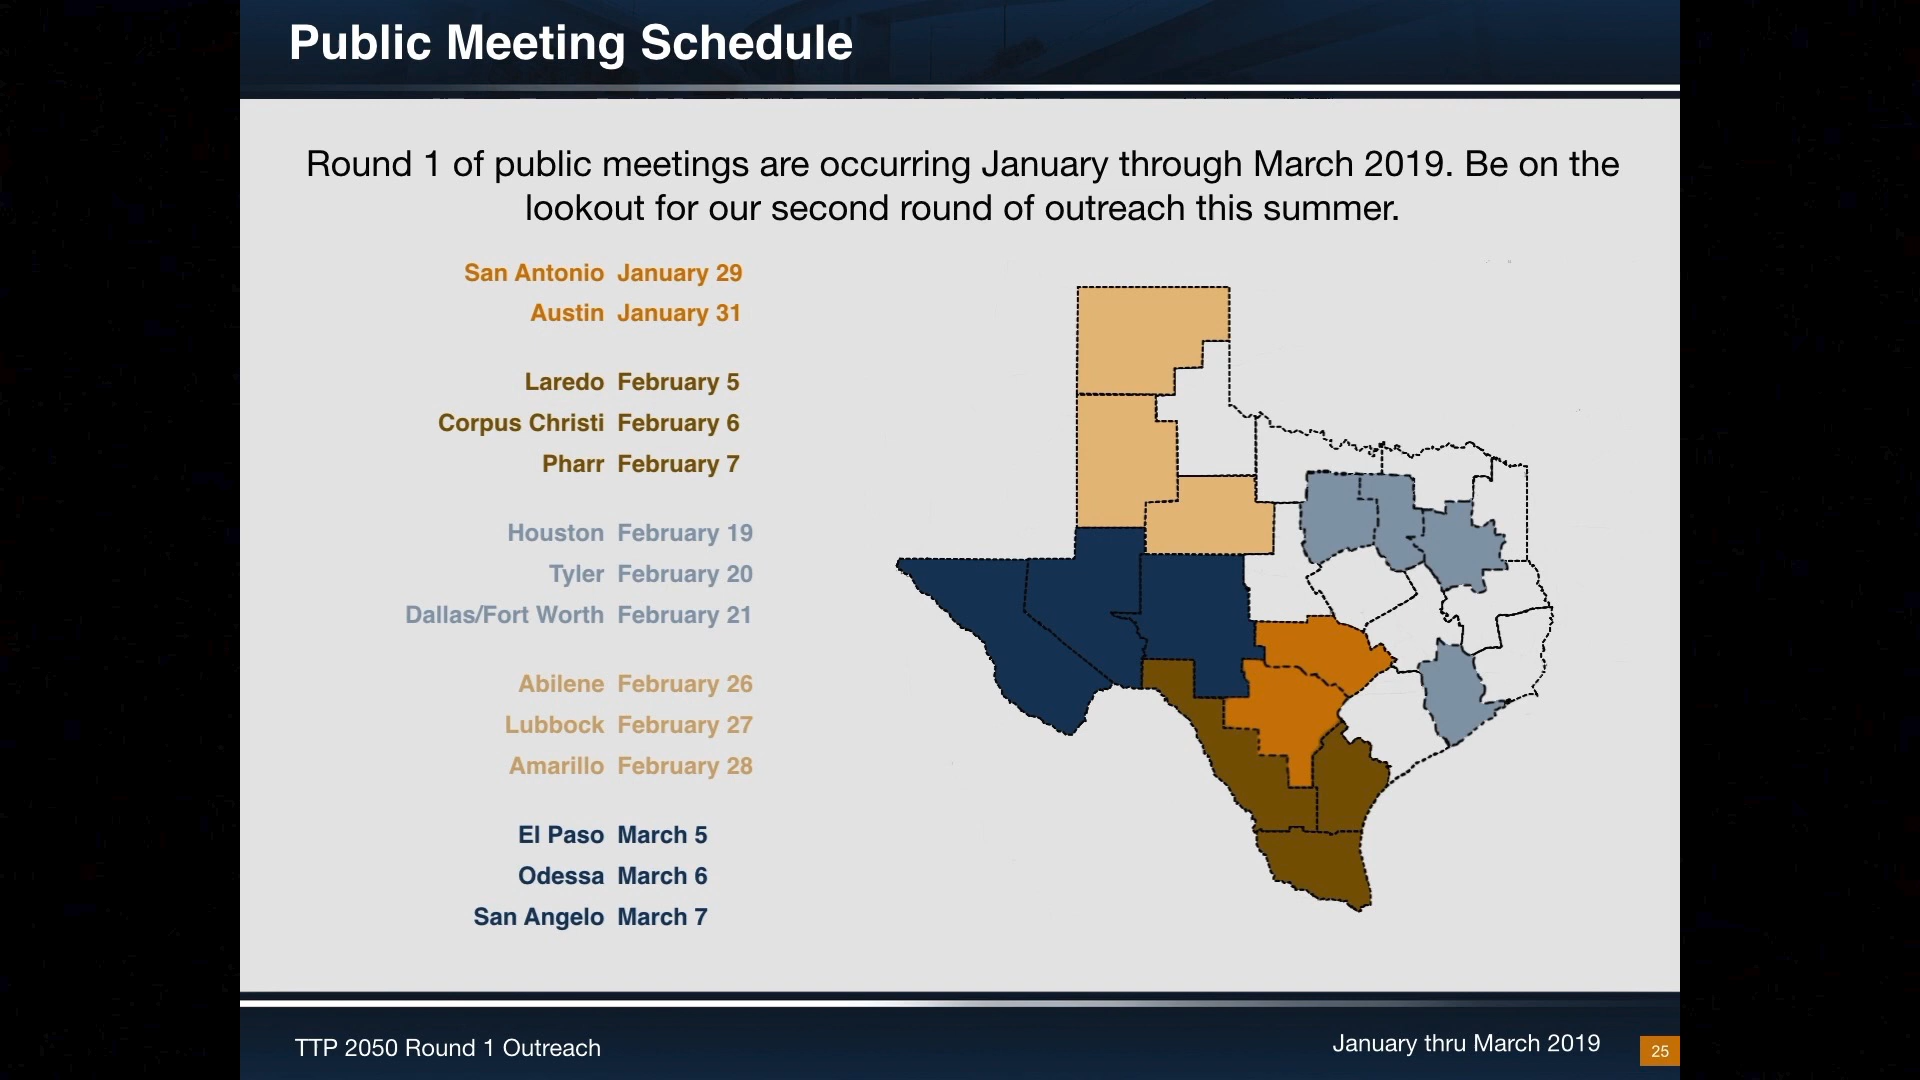 Public Meeting Schedule
Round 1 of public meetings are occurring January through March 2019. Be on the
lookout for our second round of outreach this summer.
San Antonio January 29
Austin January 31
Laredo February 5
Corpus Christi February 6
Pharr February 7
Houston February 19
Tyler February 20
Dallas/Fort Worth February 21
Abilene February 26
Lubbock February 27
Amarillo February 28
El Paso March 5
Odessa March 6
San Angelo March 7
TTP 2050 Round 1 Outreach
January thru March 2019
25